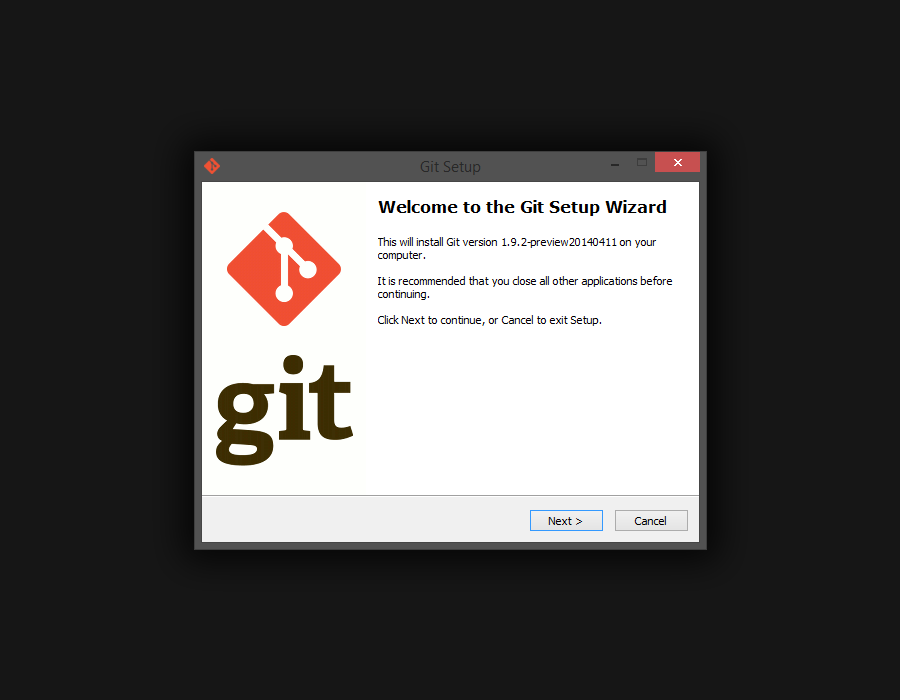 Git Setup
Welcome to the Git Setup Wizard
This will install Git version 1.9.2-preview20140411 on your
computer.
It is recommended that you close all other applications before
continuing.
Click Next to continue, or Cancel to exit Setup.
git
Next >
Cancel